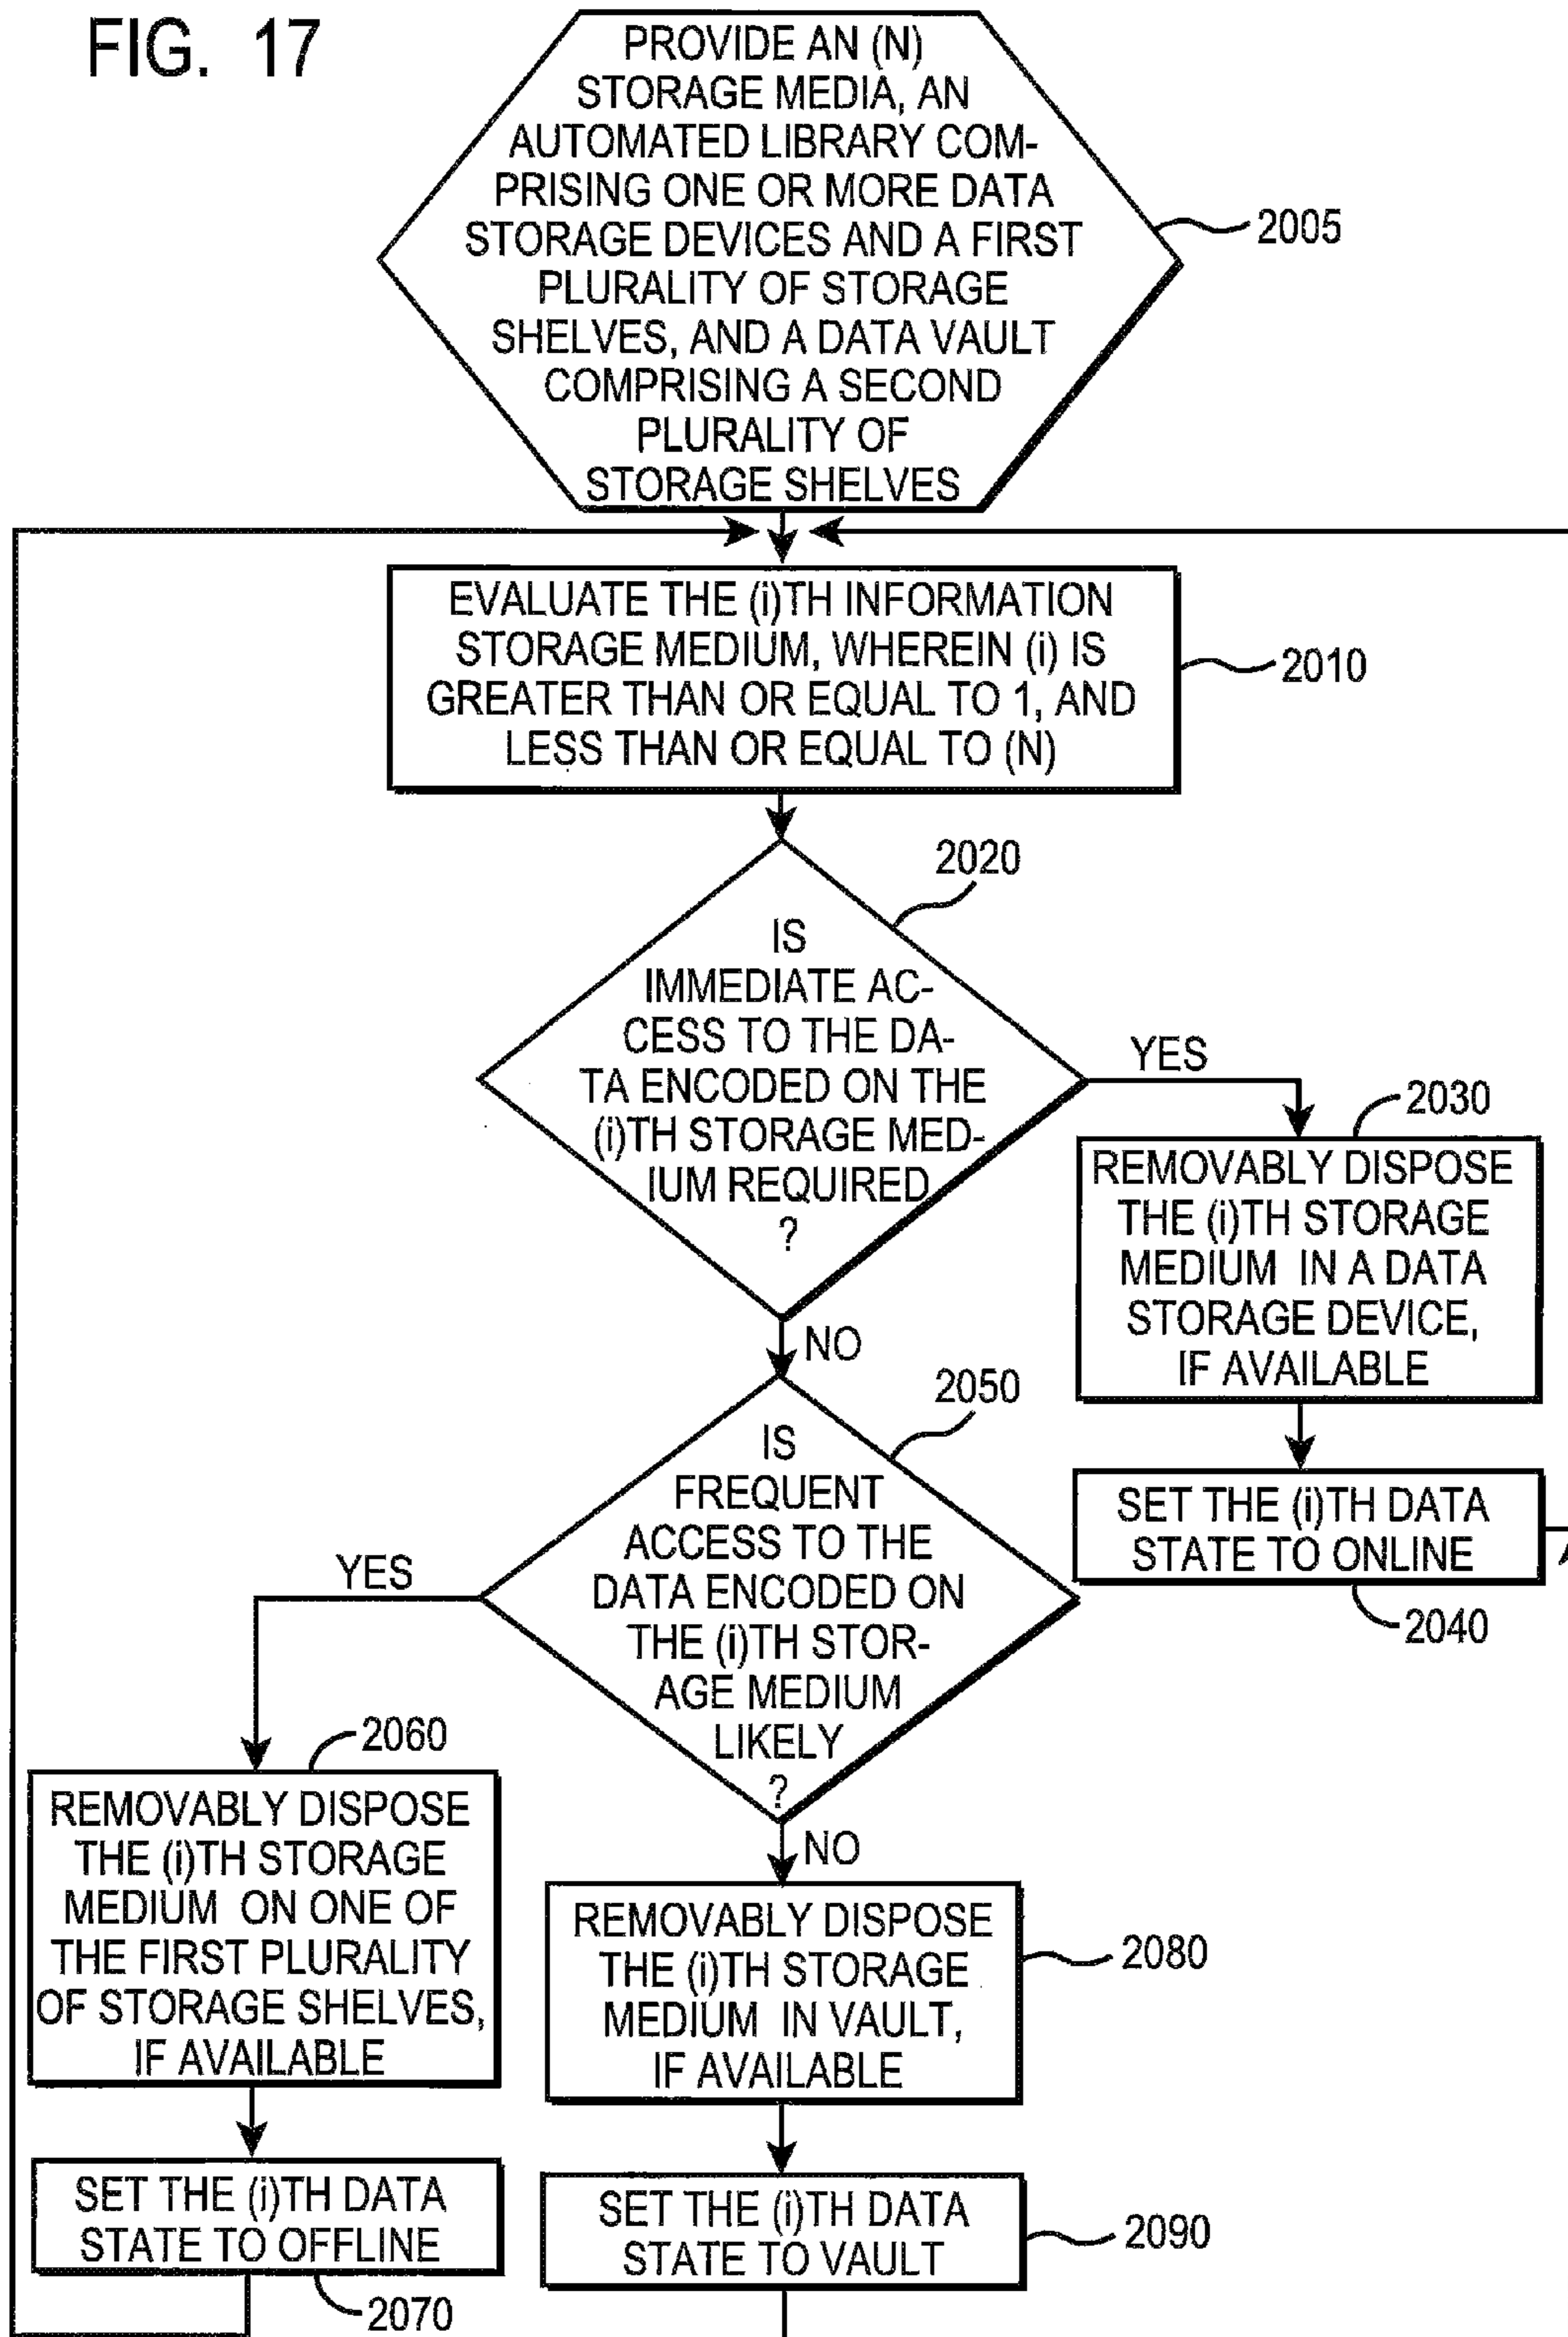 FIG. 17
PROVIDE AN (N)
STORAGE MEDIA, AN
AUTOMATED LIBRARY COM-
PRISING ONE OR MORE DATA
STORAGE DEVICES AND A FIRST
PLURALITY OF STORAGE
SHELVES, AND A DATA VAULT
COMPRISING A SECOND
PLURALITY OF
STORAGE SHELVES
2005
EVALUATE THE (i)TH INFORMATION
STORAGE MEDIUM, WHEREIN (i) IS
GREATER THAN OR EQUAL TO 1, AND
LESS THAN OR EQUAL TO (N)
2010
2020
IS
IMMEDIATE AC-
CESS TO THE DA-
TA ENCODED ON THE
(i)TH STORAGE MED-
IUM REQUIRED
?
YES
NO
2030
REMOVABLY DISPOSE
THE (i)TH STORAGE
MEDIUM IN A DATA
STORAGE DEVICE,
IF AVAILABLE
SET THE (i)TH DATA
STATE TO ONLINE
2040
2050
IS
FREQUENT
ACCESS TO THE
DATA ENCODED ON
THE (i)TH STOR-
AGE MEDIUM
LIKELY
?
YES
NO
2060
REMOVABLY DISPOSE
THE (i)TH STORAGE
MEDIUM ON ONE OF
THE FIRST PLURALITY
OF STORAGE SHELVES,
IF AVAILABLE
SET THE (i)TH DATA
STATE TO OFFLINE
2070
REMOVABLY DISPOSE
THE (i)TH STORAGE
MEDIUM IN VAULT,
IF AVAILABLE
2080
SET THE (i)TH DATA
STATE TO VAULT
2090